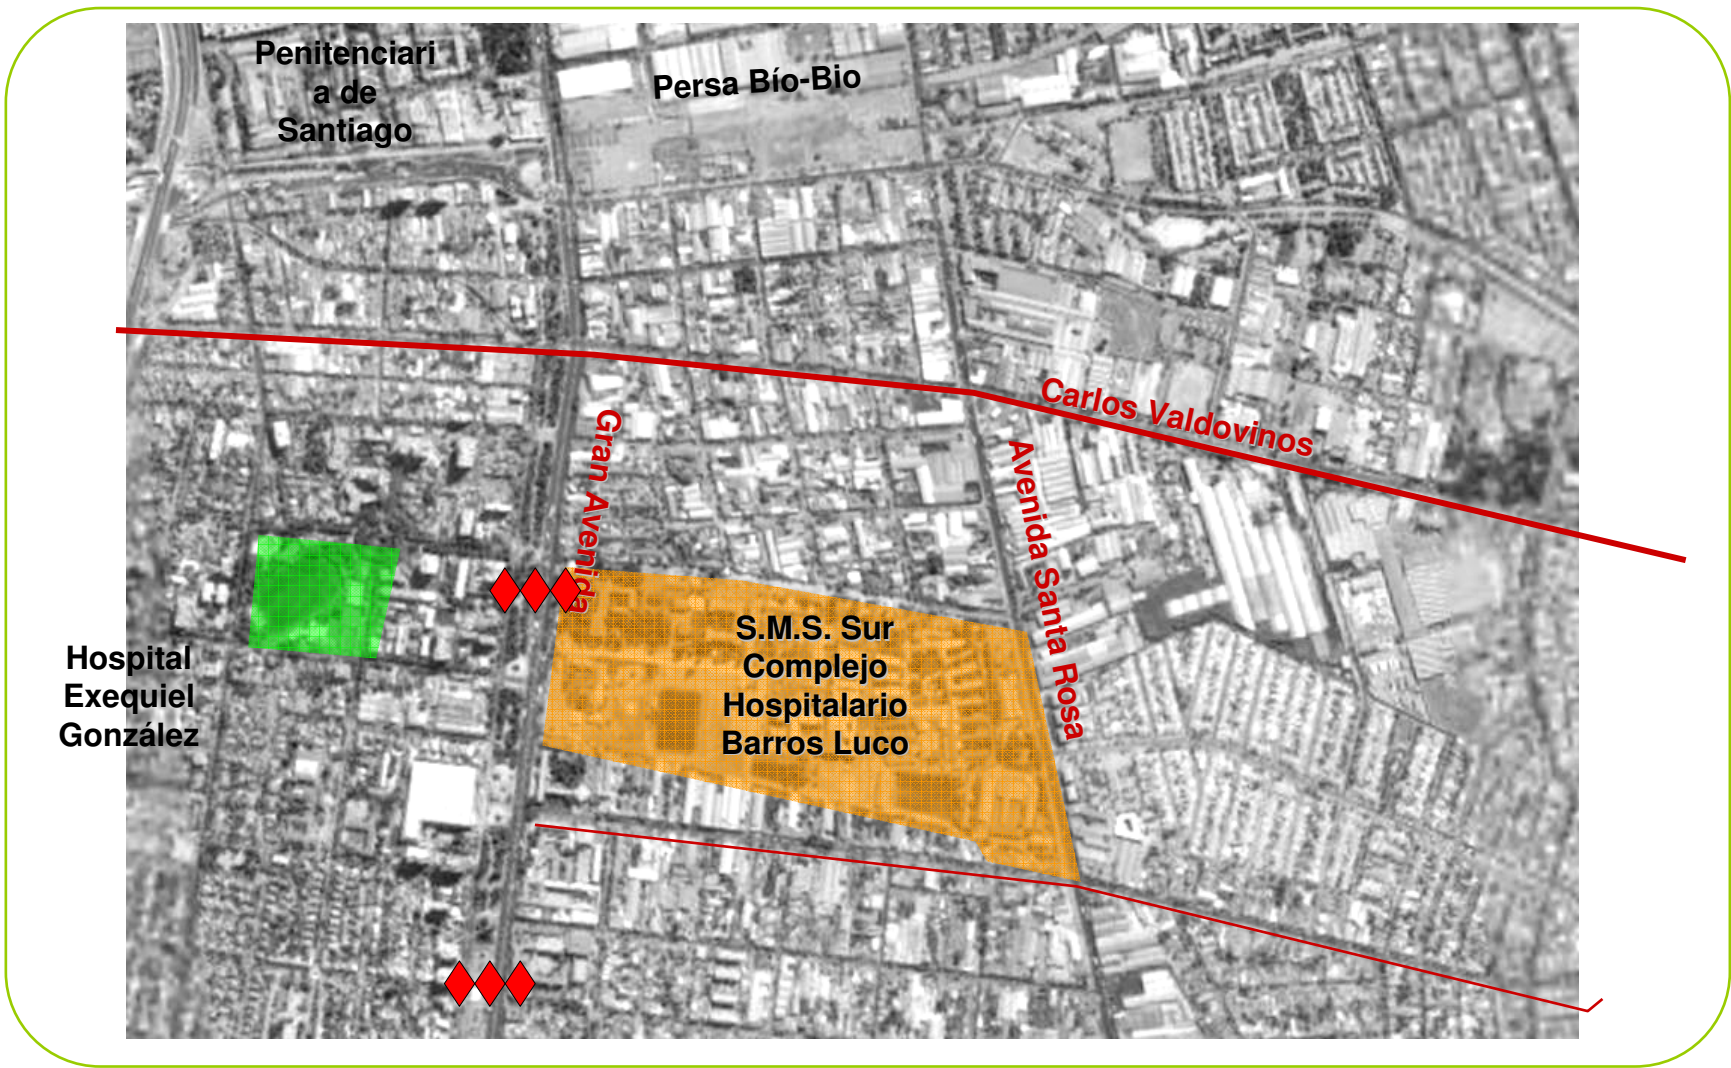 Penitenciari
a de
Santiago
Persa Bío-Bio
Carlos Valdovinos
Gran Avenida
Avenida Santa Rosa
S.M.S. Sur
Complejo
Hospitalario
Barros Luco
Hospital
Exequiel
González